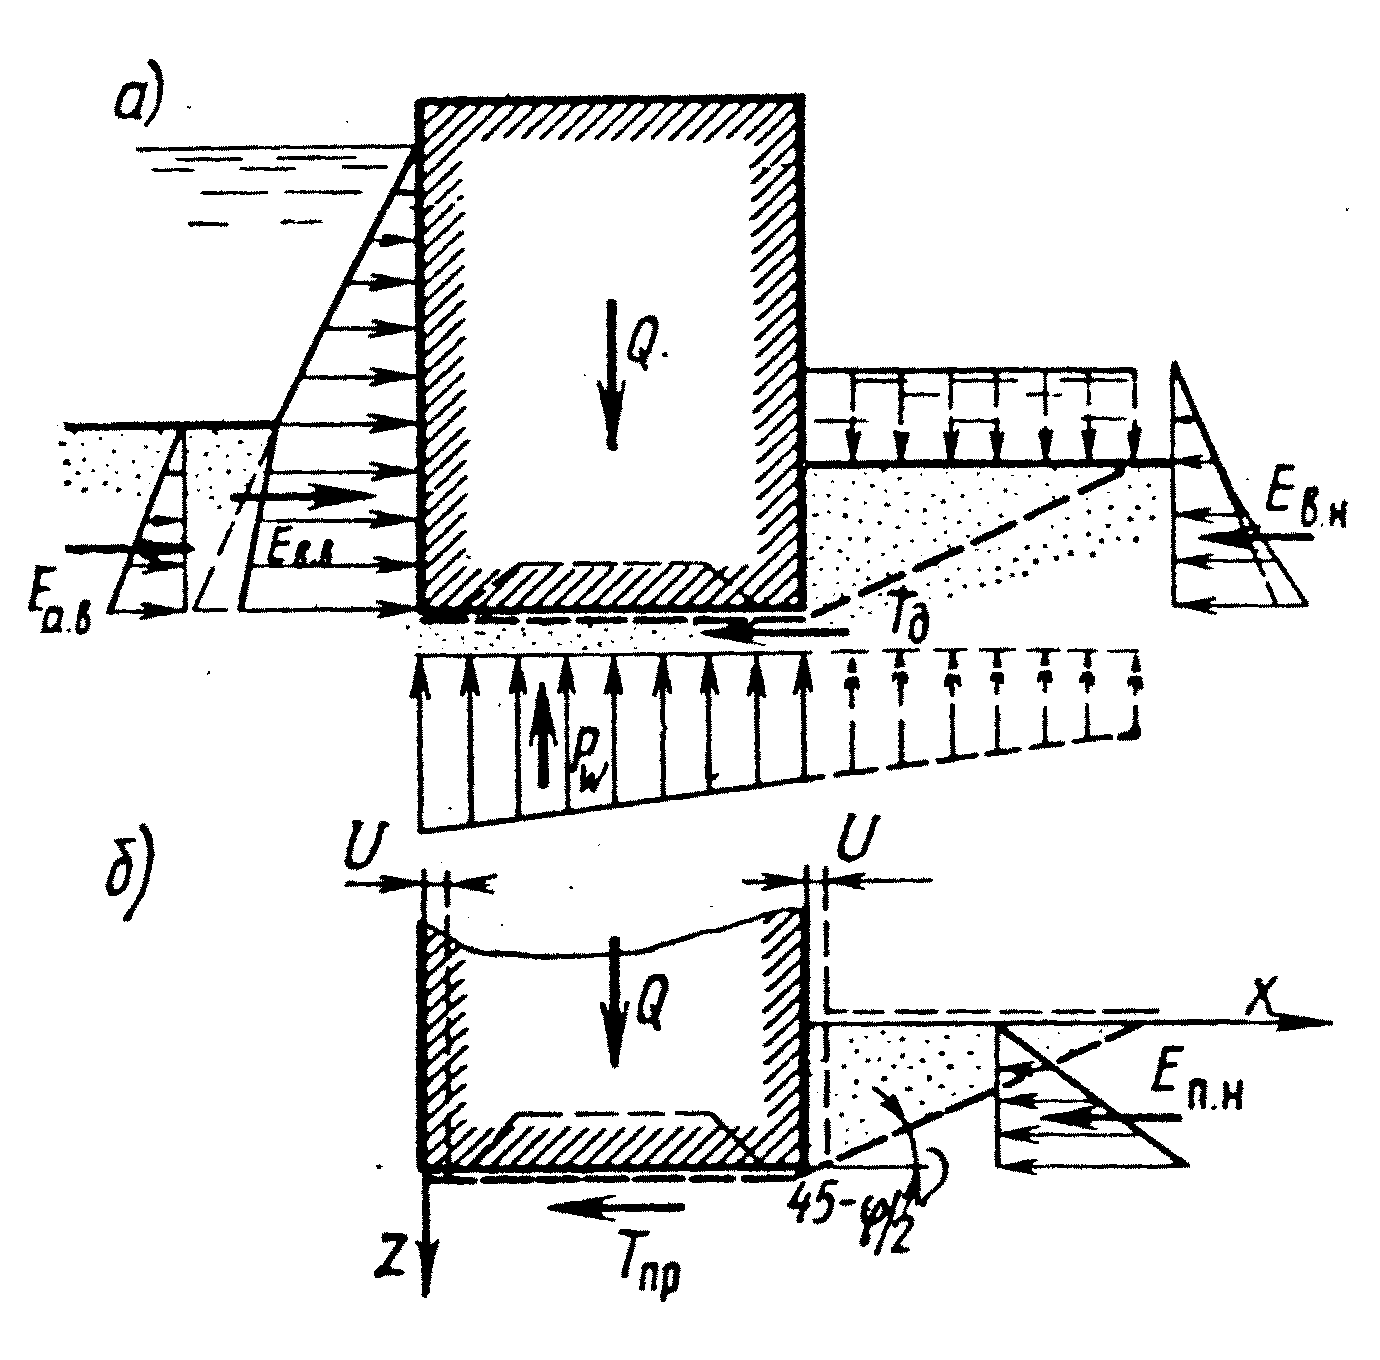 а)
Q
Eв.н
Eв.в
Eа.в
Tд
Pw
б)
U U
Q
X
Eп.н
45-φ/2
Z
Tпр